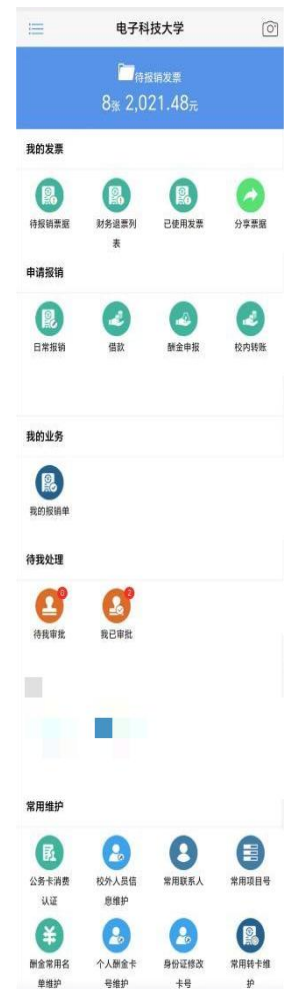 电子科技大学
待报销发票
8张 2,021.48元
我的发票
待报销票据 财务退票列表 已使用发票 分享票据
申请报销
日常报销 借款 酬金申报 校内转账
我的业务
我的报销单
待我处理
0 2
待我审批 我已审批
常用维护
公务卡消费认证 校外人员信息维护 常用联系人 常用项目号
酬金常用名单维护 个人酬金卡号维护 身份证修改卡号 常用转卡维护